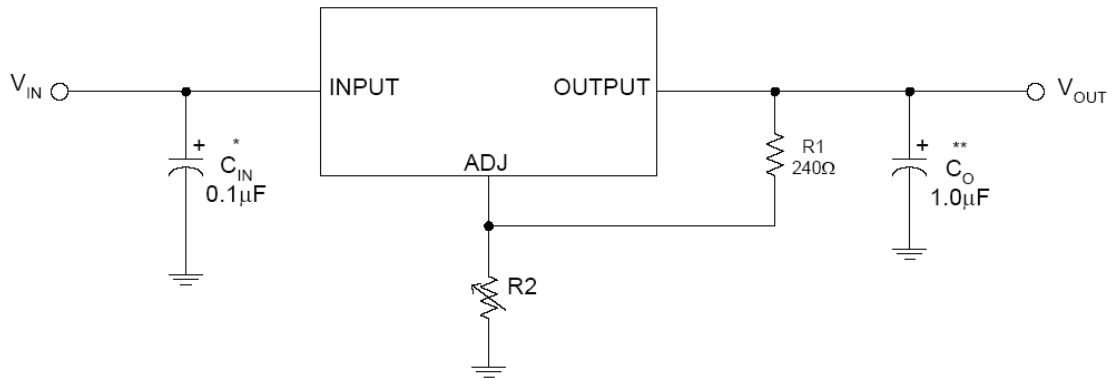 V_IN
INPUT
OUTPUT
V_OUT
+
*
C_IN
0.1μF
ADJ
R1
240Ω
+
**
C_O
1.0μF
R2